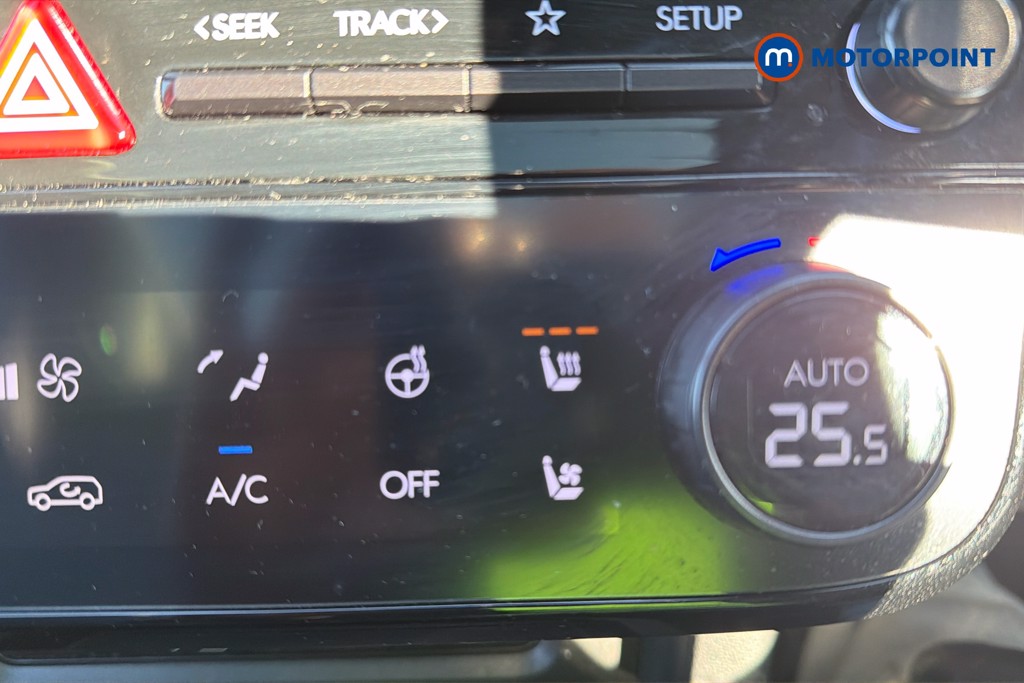 <SEEK TRACK> SETUP
m. MOTORPOINT
AUTO
25.5
A/C OFF